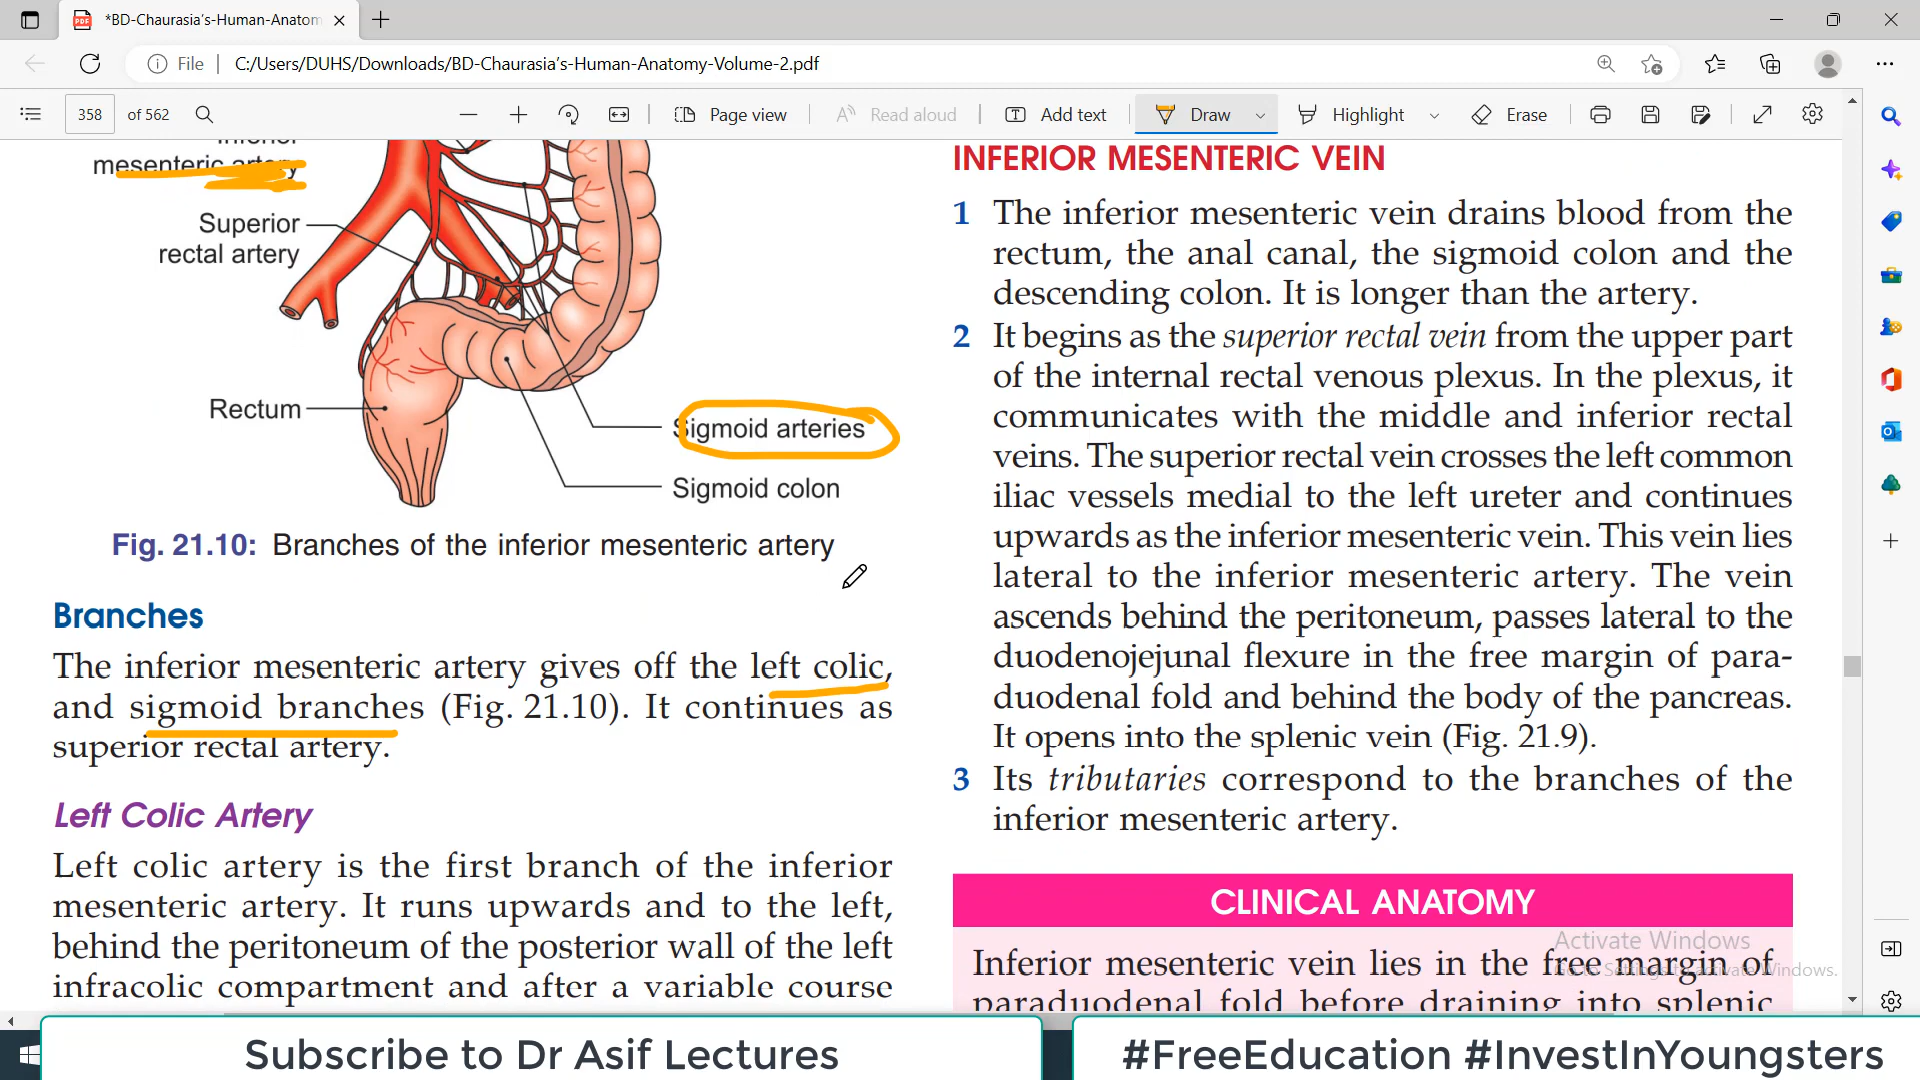 *BD-Chaurasia's-Human-Anatom
File
C:/Users/DUHS/Downloads/BD-Chaurasia's-Human-Anatomy-Volume-2.pdf
358 of 562
Page view
Read aloud
Add text
Draw
Highlight
Erase
Inferior
mesenteric artery
Superior
rectal artery
Rectum
Sigmoid arteries
Sigmoid colon
Fig. 21.10: Branches of the inferior mesenteric artery
Branches
The inferior mesenteric artery gives off the left colic,
and sigmoid branches (Fig. 21.10). It continues as
superior rectal artery.
Left Colic Artery
Left colic artery is the first branch of the inferior
mesenteric artery. It runs upwards and to the left,
behind the peritoneum of the posterior wall of the left
infracolic compartment and after a variable course
INFERIOR MESENTERIC VEIN
1 The inferior mesenteric vein drains blood from the
rectum, the anal canal, the sigmoid colon and the
descending colon. It is longer than the artery.
2 It begins as the superior rectal vein from the upper part
of the internal rectal venous plexus. In the plexus, it
communicates with the middle and inferior rectal
veins. The superior rectal vein crosses the left common
iliac vessels medial to the left ureter and continues
upwards as the inferior mesenteric vein. This vein lies
lateral to the inferior mesenteric artery. The vein
ascends behind the peritoneum, passes lateral to the
duodenojejunal flexure in the free margin of para-
duodenal fold and behind the body of the pancreas.
It opens into the splenic vein (Fig. 21.9).
3 Its tributaries correspond to the branches of the
inferior mesenteric artery.
CLINICAL ANATOMY
Inferior mesenteric vein lies in the free margin of
paraduodenal fold before draining into splenic
Activate Windows
Go to Settings to activate Windows.
Subscribe to Dr Asif Lectures
#FreeEducation #InvestInYoungsters